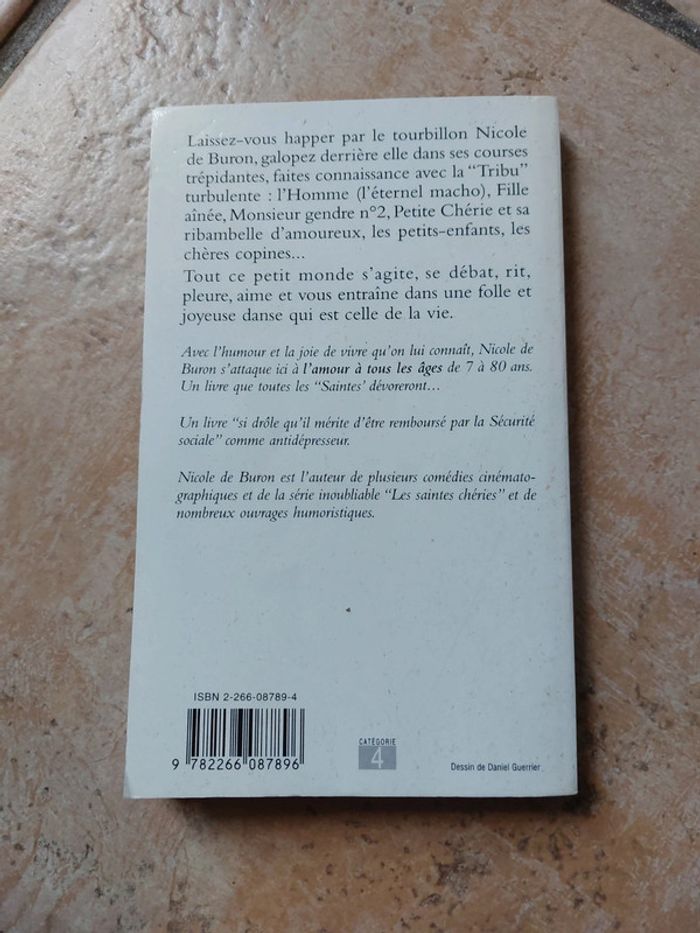 Laissez-vous happer par le tourbillon Nicole
de Buron, galopez derrière elle dans ses courses
trépidantes, faites connaissance avec la "Tribu"
turbulente : l'Homme (l'éternel macho), Fille
aînée, Monsieur gendre n°2, Petite Chérie et sa
ribambelle d'amoureux, les petits-enfants, les
chères copines...
Tout ce petit monde s'agite, se débat, rit,
pleure, aime et vous entraîne dans une folle et
joyeuse danse qui est celle de la vie.
Avec l'humour et la joie de vivre qu'on lui connaît, Nicole de
Buron s'attaque ici à l'amour à tous les âges de 7 à 80 ans.
Un livre que toutes les "Saintes' dévoreront...
Un livre "si drôle qu'il mérite d'être remboursé par la Sécurité
sociale" comme antidépresseur.
Nicole de Buron est l'auteur de plusieurs comédies cinémato-
graphiques et de la série inoubliable "Les saintes chéries" et de
nombreux ouvrages humoristiques.
ISBN 2-266-08789-4
9 782266 087896
CATÉGORIE
4
Dessin de Daniel Guerrier